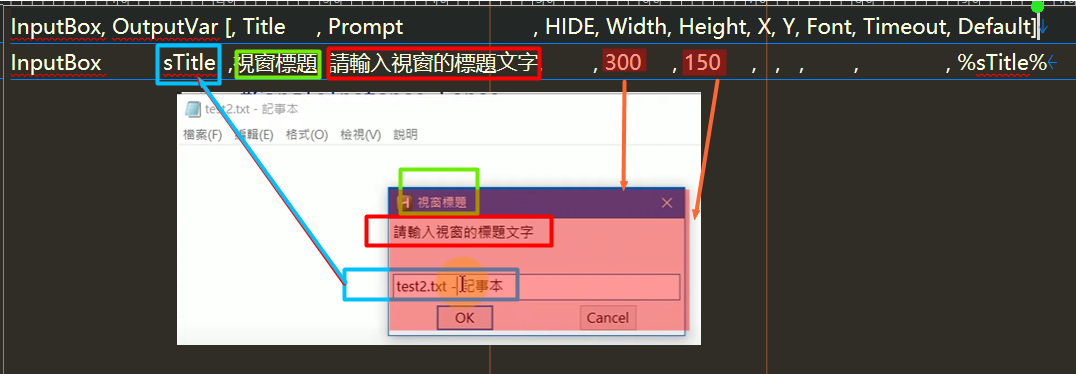 InputBox, OutputVar [, Title , Prompt , HIDE, Width, Height, X, Y, Font, Timeout, Default]
InputBox sTitle ,視窗標題 ,請輸入視窗的標題文字, , 300 , 150 , , , , , %sTitle%
test2.txt - 記事本
檔案(F) 編輯(E) 格式(O) 檢視(V) 說明
視窗標題
請輸入視窗的標題文字
test2.txt - 記事本
OK Cancel